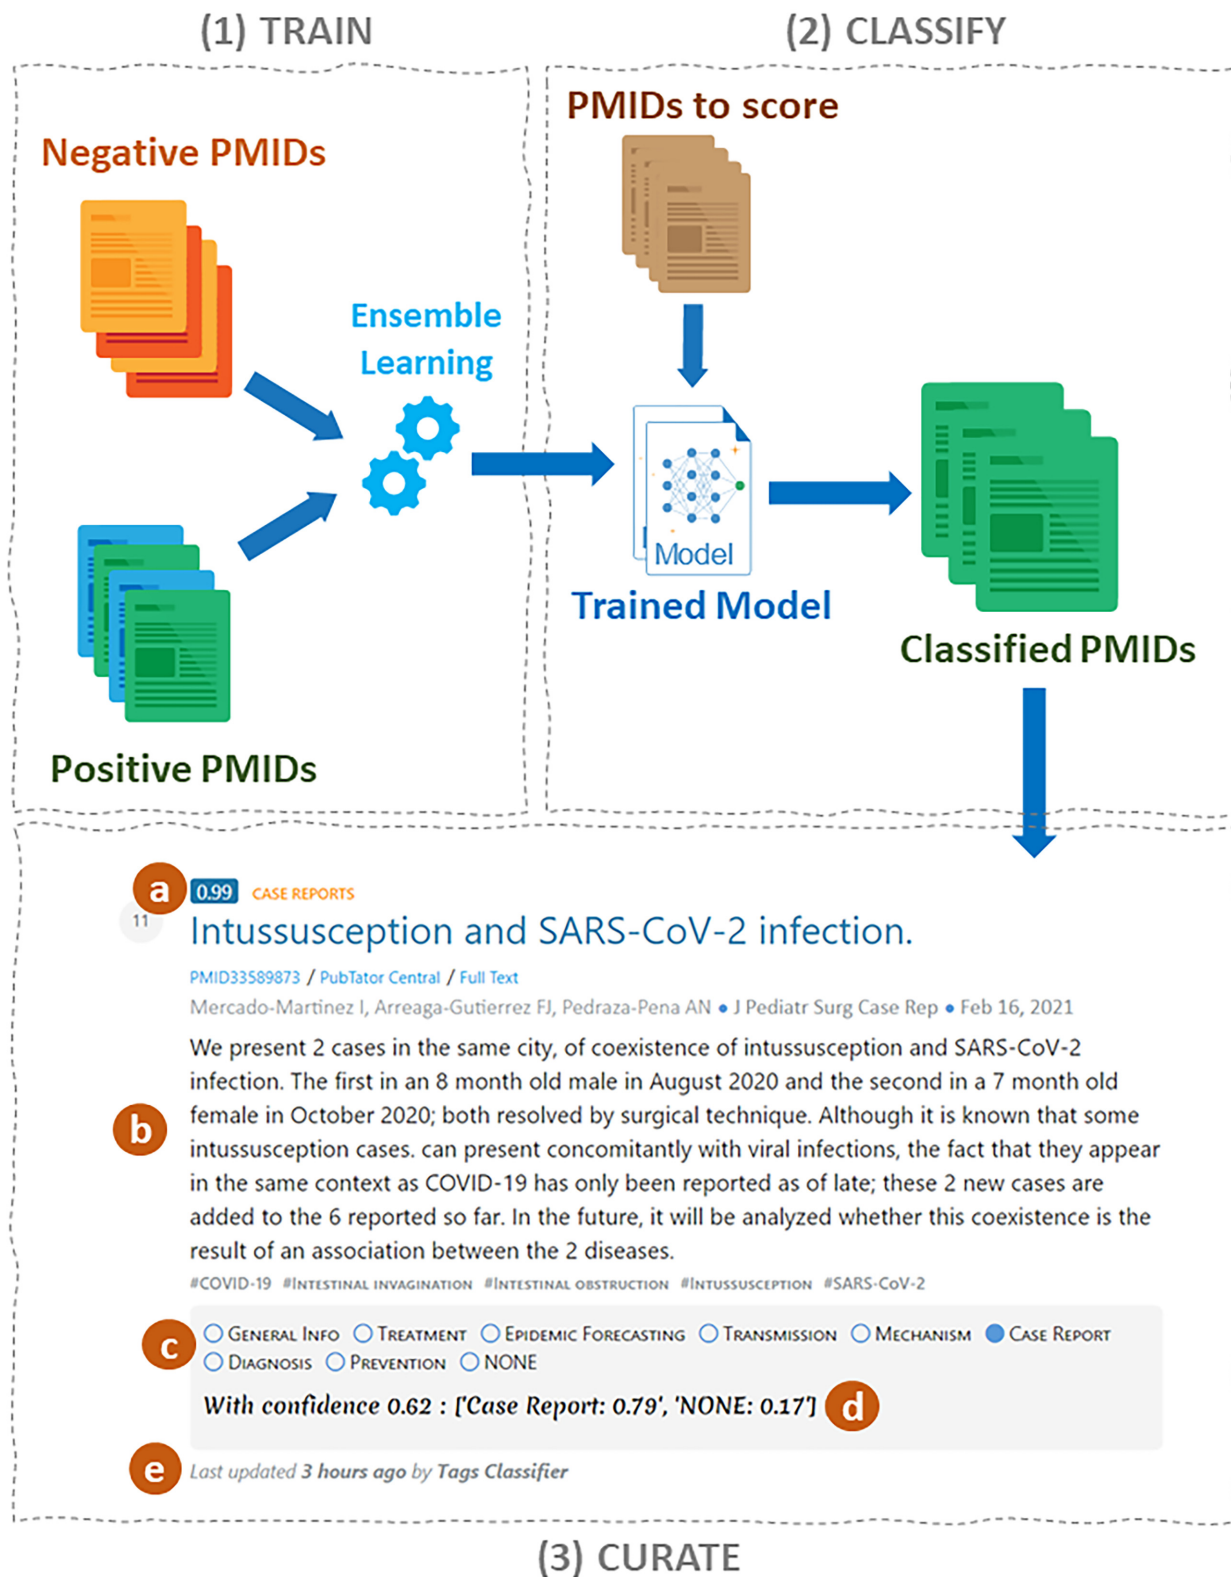 (1) TRAIN
(2) CLASSIFY
Negative PMIDs
Ensemble
Learning
Positive PMIDs
PMIDs to score
Model
Trained Model
Classified PMIDs
a
0.99 CASE REPORTS
11
Intussusception and SARS-CoV-2 infection.
PMID33589873 / PubTator Central / Full Text
Mercado-Martinez I, Arreaga-Gutierrez FJ, Pedraza-Pena AN • J Pediatr Surg Case Rep • Feb 16, 2021
b
We present 2 cases in the same city, of coexistence of intussusception and SARS-CoV-2
infection. The first in an 8 month old male in August 2020 and the second in a 7 month old
female in October 2020; both resolved by surgical technique. Although it is known that some
intussusception cases. can present concomitantly with viral infections, the fact that they appear
in the same context as COVID-19 has only been reported as of late; these 2 new cases are
added to the 6 reported so far. In the future, it will be analyzed whether this coexistence is the
result of an association between the 2 diseases.
#COVID-19 #INTESTINAL INVAGINATION #INTESTINAL OBSTRUCTION #INTUSSUSCEPTION #SARS-COV-2
c
GENERAL INFO TREATMENT EPIDEMIC FORECASTING TRANSMISSION MECHANISM CASE REPORT
DIAGNOSIS PREVENTION NONE
With confidence 0.62 : ['Case Report: 0.79', 'NONE: 0.17'] d
e
Last updated 3 hours ago by Tags Classifier
(3) CURATE